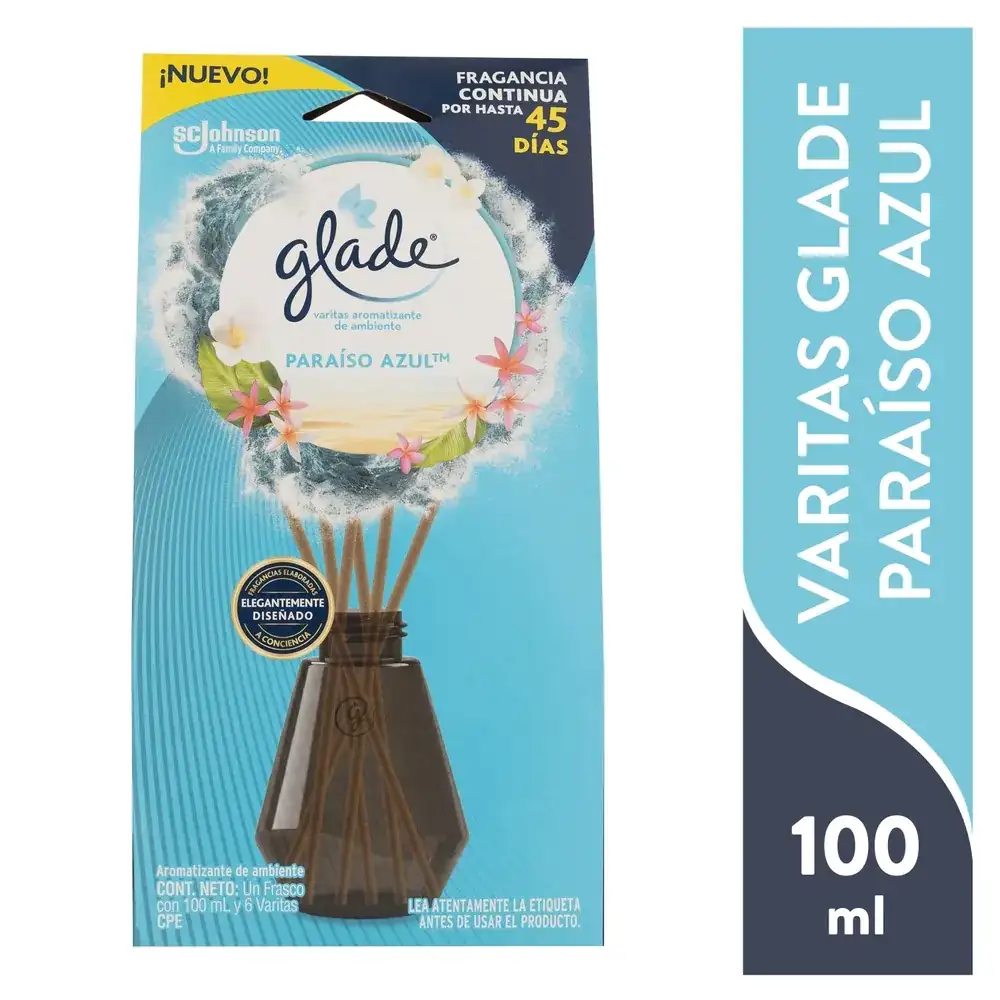 ¡NUEVO!
SCJohnson
A Family Company
FRAGANCIA
CONTINUA
POR HASTA 45
DÍAS
glade®
varitas aromatizante
de ambiente
PARAÍSO AZUL™
FRAGANCIAS ELABORADAS
ELEGANTEMENTE
DISEÑADO
A CONCIENCIA
g
Aromatizante de ambiente
CONT. NETO: Un Frasco
con 100 mL y 6 Varitas
CPE
LEA ATENTAMENTE LA ETIQUETA
ANTES DE USAR EL PRODUCTO.
VARITAS GLADE
PARAÍSO AZUL
100
ml